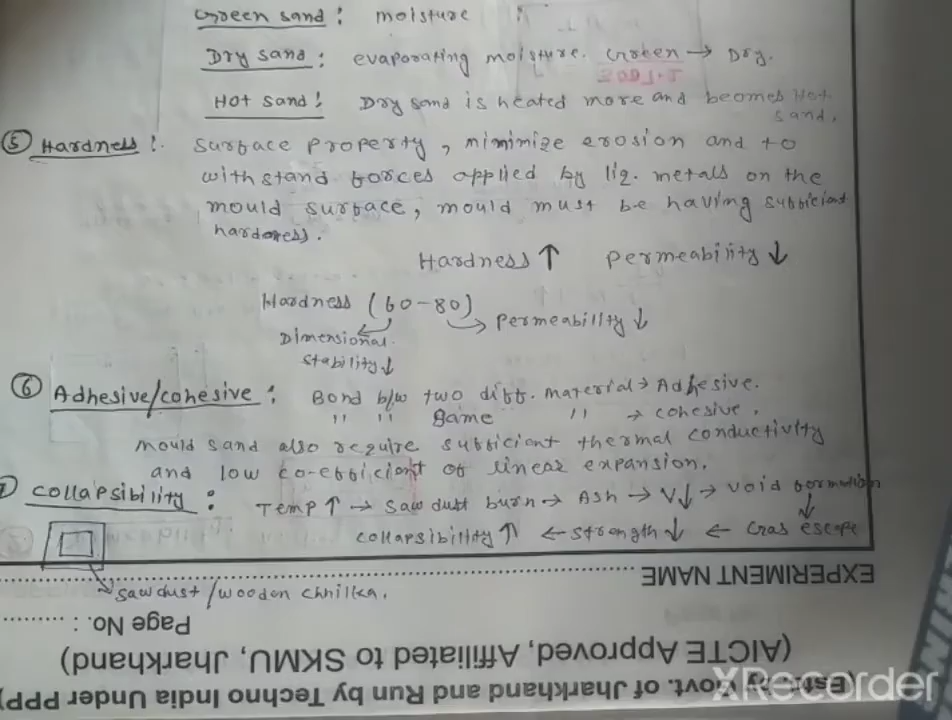 Green sand : moisture
Dry sand : evaporating moisture. Green → Dry.
Hot sand : Dry sand is heated more and becomes Hot
sand.
⑤ Hardness :. Surface property, minimize erosion and to
withstand forces applied by liq. metals on the
mould surface, mould must be having sufficient
hardness.
Hardness ↑ Permeability ↓
Hardness (60-80)
→ Permeability ↓
Dimensional.
stability ↓
⑥ Adhesive/cohesive : Bond b/w two diff. material → Adhesive.
" " Same " → cohesive.
mould sand also require sufficient thermal conductivity
and low co-efficient of linear expansion.
Collapsibility : Temp ↑ → Saw dust burn → Ash → V↓ → void formation
Collapsibility ↑ ← strength ↓ ← Gas escape
Sawdust/wooden chhilka.
EXPERIMENT NAME
Page No. :
(AICTE Approved, Affiliated to SKMU, Jharkhand)
(Estd. by Govt. of Jharkhand and Run by Techno India Under PPP)
XRecorder